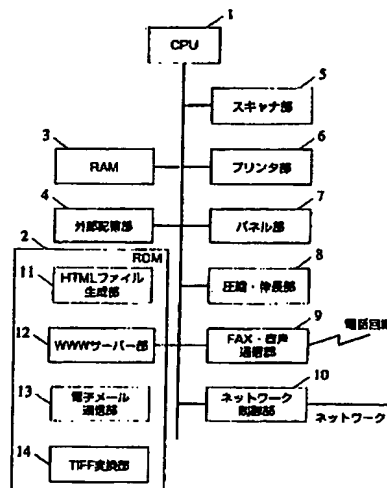 1
CPU
5
スキャナ部
3
RAM
6
プリンタ部
4
外部記憶部
7
パネル部
2
ROM
11
HTMLファイル
生成部
8
圧縮・伸長部
12
WWWサーバー部
9
FAX・音声
通信部
電話回線
13
電子メール
通信部
10
ネットワーク
制御部
ネットワーク
14
TIFF変換部